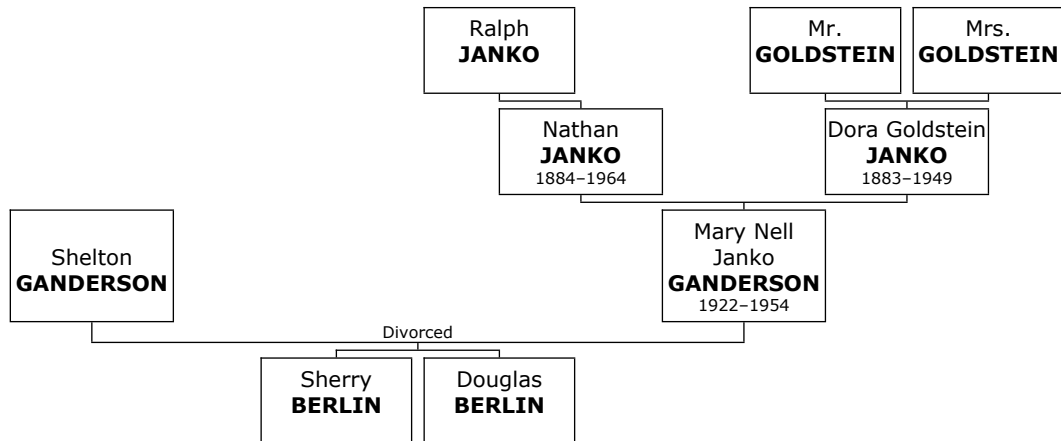 Ralph
JANKO
Mr.
GOLDSTEIN
Mrs.
GOLDSTEIN
Nathan
JANKO
1884–1964
Dora Goldstein
JANKO
1883–1949
Shelton
GANDERSON
Mary Nell
Janko
GANDERSON
1922–1954
Divorced
Sherry
BERLIN
Douglas
BERLIN